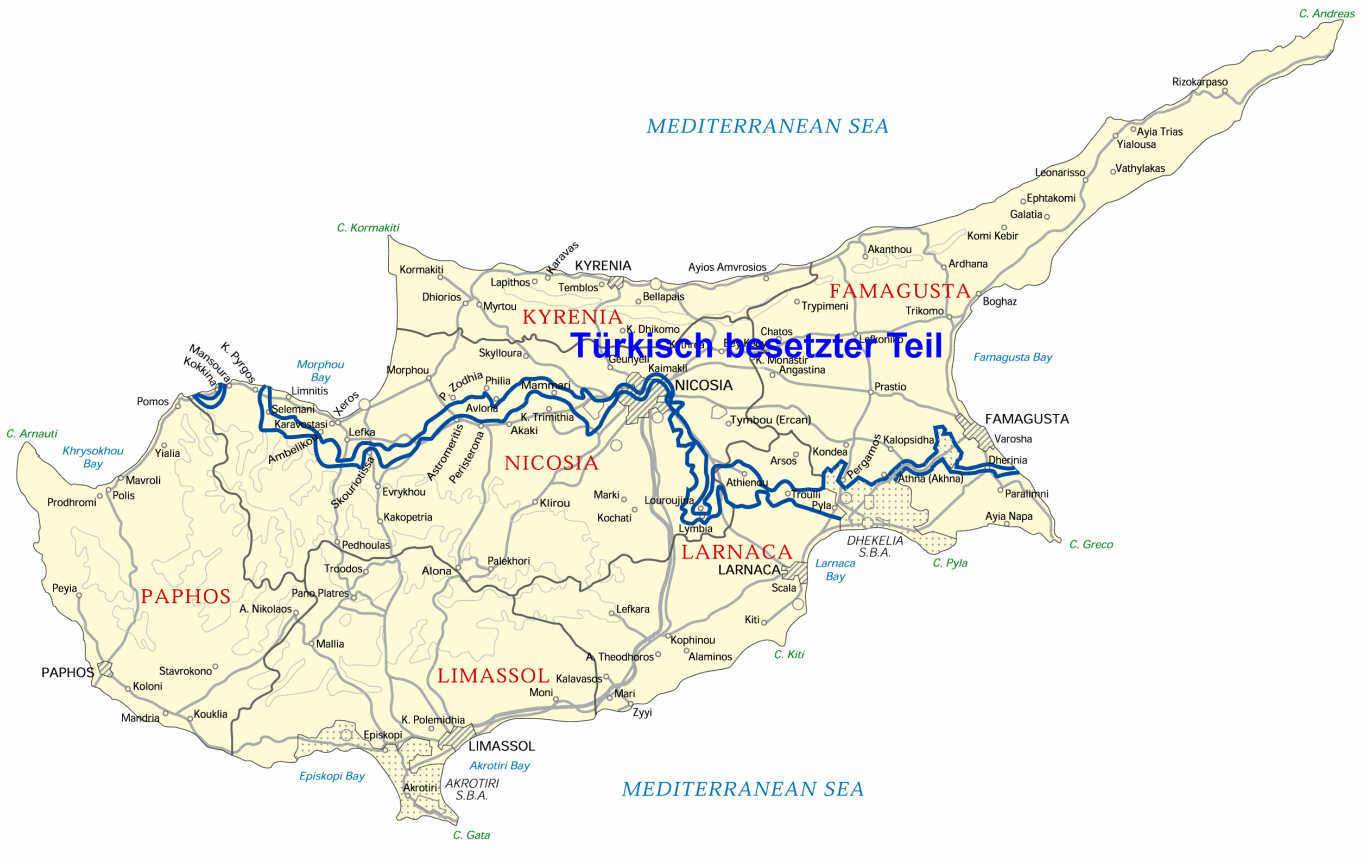 C. Andreas
Rizokarpaso
MEDITERRANEAN SEA
Ayia Trias
Yialousa
Leonarisso
Vathylakas
Ephtakomi
Galatia
C. Kormakiti
Komi Kebir
Karavas
Akanthou
KYRENIA
Ayios Amvrosios
Ardhana
Kormakiti
Lapithos
Temblos
Bellapais
FAMAGUSTA
Dhiorios
Myrtou
Trypimeni
Boghaz
Trikomo
KYRENIA
K. Dhikomo
Chatos
Lefkoniko
Türkisch besetzter Teil
Skylloura
Geunyeli
K. Monastir
Famagusta Bay
Morphou
Bay
Kaimakli
Angastina
Morphou
K. Pyrgos
Mansoura
Kokkina
P. Zodhia
Philia
Mammari
NICOSIA
Prastio
Limnitis
Pomos
Selemani
Xeros
Avlona
K. Trimithia
Tymbou (Ercan)
FAMAGUSTA
Karavostasi
Akaki
Varosha
C. Arnauti
Lefka
Kalopsidha
Khrysokhou
Bay
Yialia
Ambelikou
Astromeritis
Peristerona
NICOSIA
Arsos
Kondea
Pergamos
Dherinia
Skouriotissa
Athna (Akhna)
Mavroli
Athienou
Prodhromi
Polis
Evrykhou
Marki
Louroujina
Troulli
Paralimni
Klirou
Pyla
Kakopetria
Kochati
Lymbia
Ayia Napa
Pedhoulas
DHEKELIA
S.B.A.
C. Greco
LARNACA
Palekhori
Troodos
Alona
LARNACA
Larnaca
Bay
C. Pyla
Peyia
PAPHOS
Pano Platres
Scala
A. Nikolaos
Lefkara
Kiti
Mallia
Kophinou
C. Kiti
A. Theodhoros
Alaminos
PAPHOS
Stavrokono
LIMASSOL
Kalavasos
Koloni
Moni
Mari
Mandria
Kouklia
Zyyi
K. Polemidhia
Episkopi
LIMASSOL
Episkopi Bay
Akrotiri Bay
Akrotiri
AKROTIRI
S.B.A.
MEDITERRANEAN SEA
C. Gata